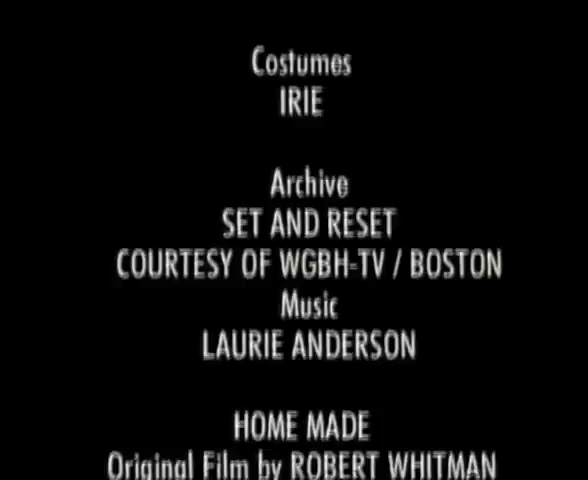 Costumes
IRIE
Archive
SET AND RESET
COURTESY OF WGBH-TV / BOSTON
Music
LAURIE ANDERSON
HOME MADE
Original Film by ROBERT WHITMAN